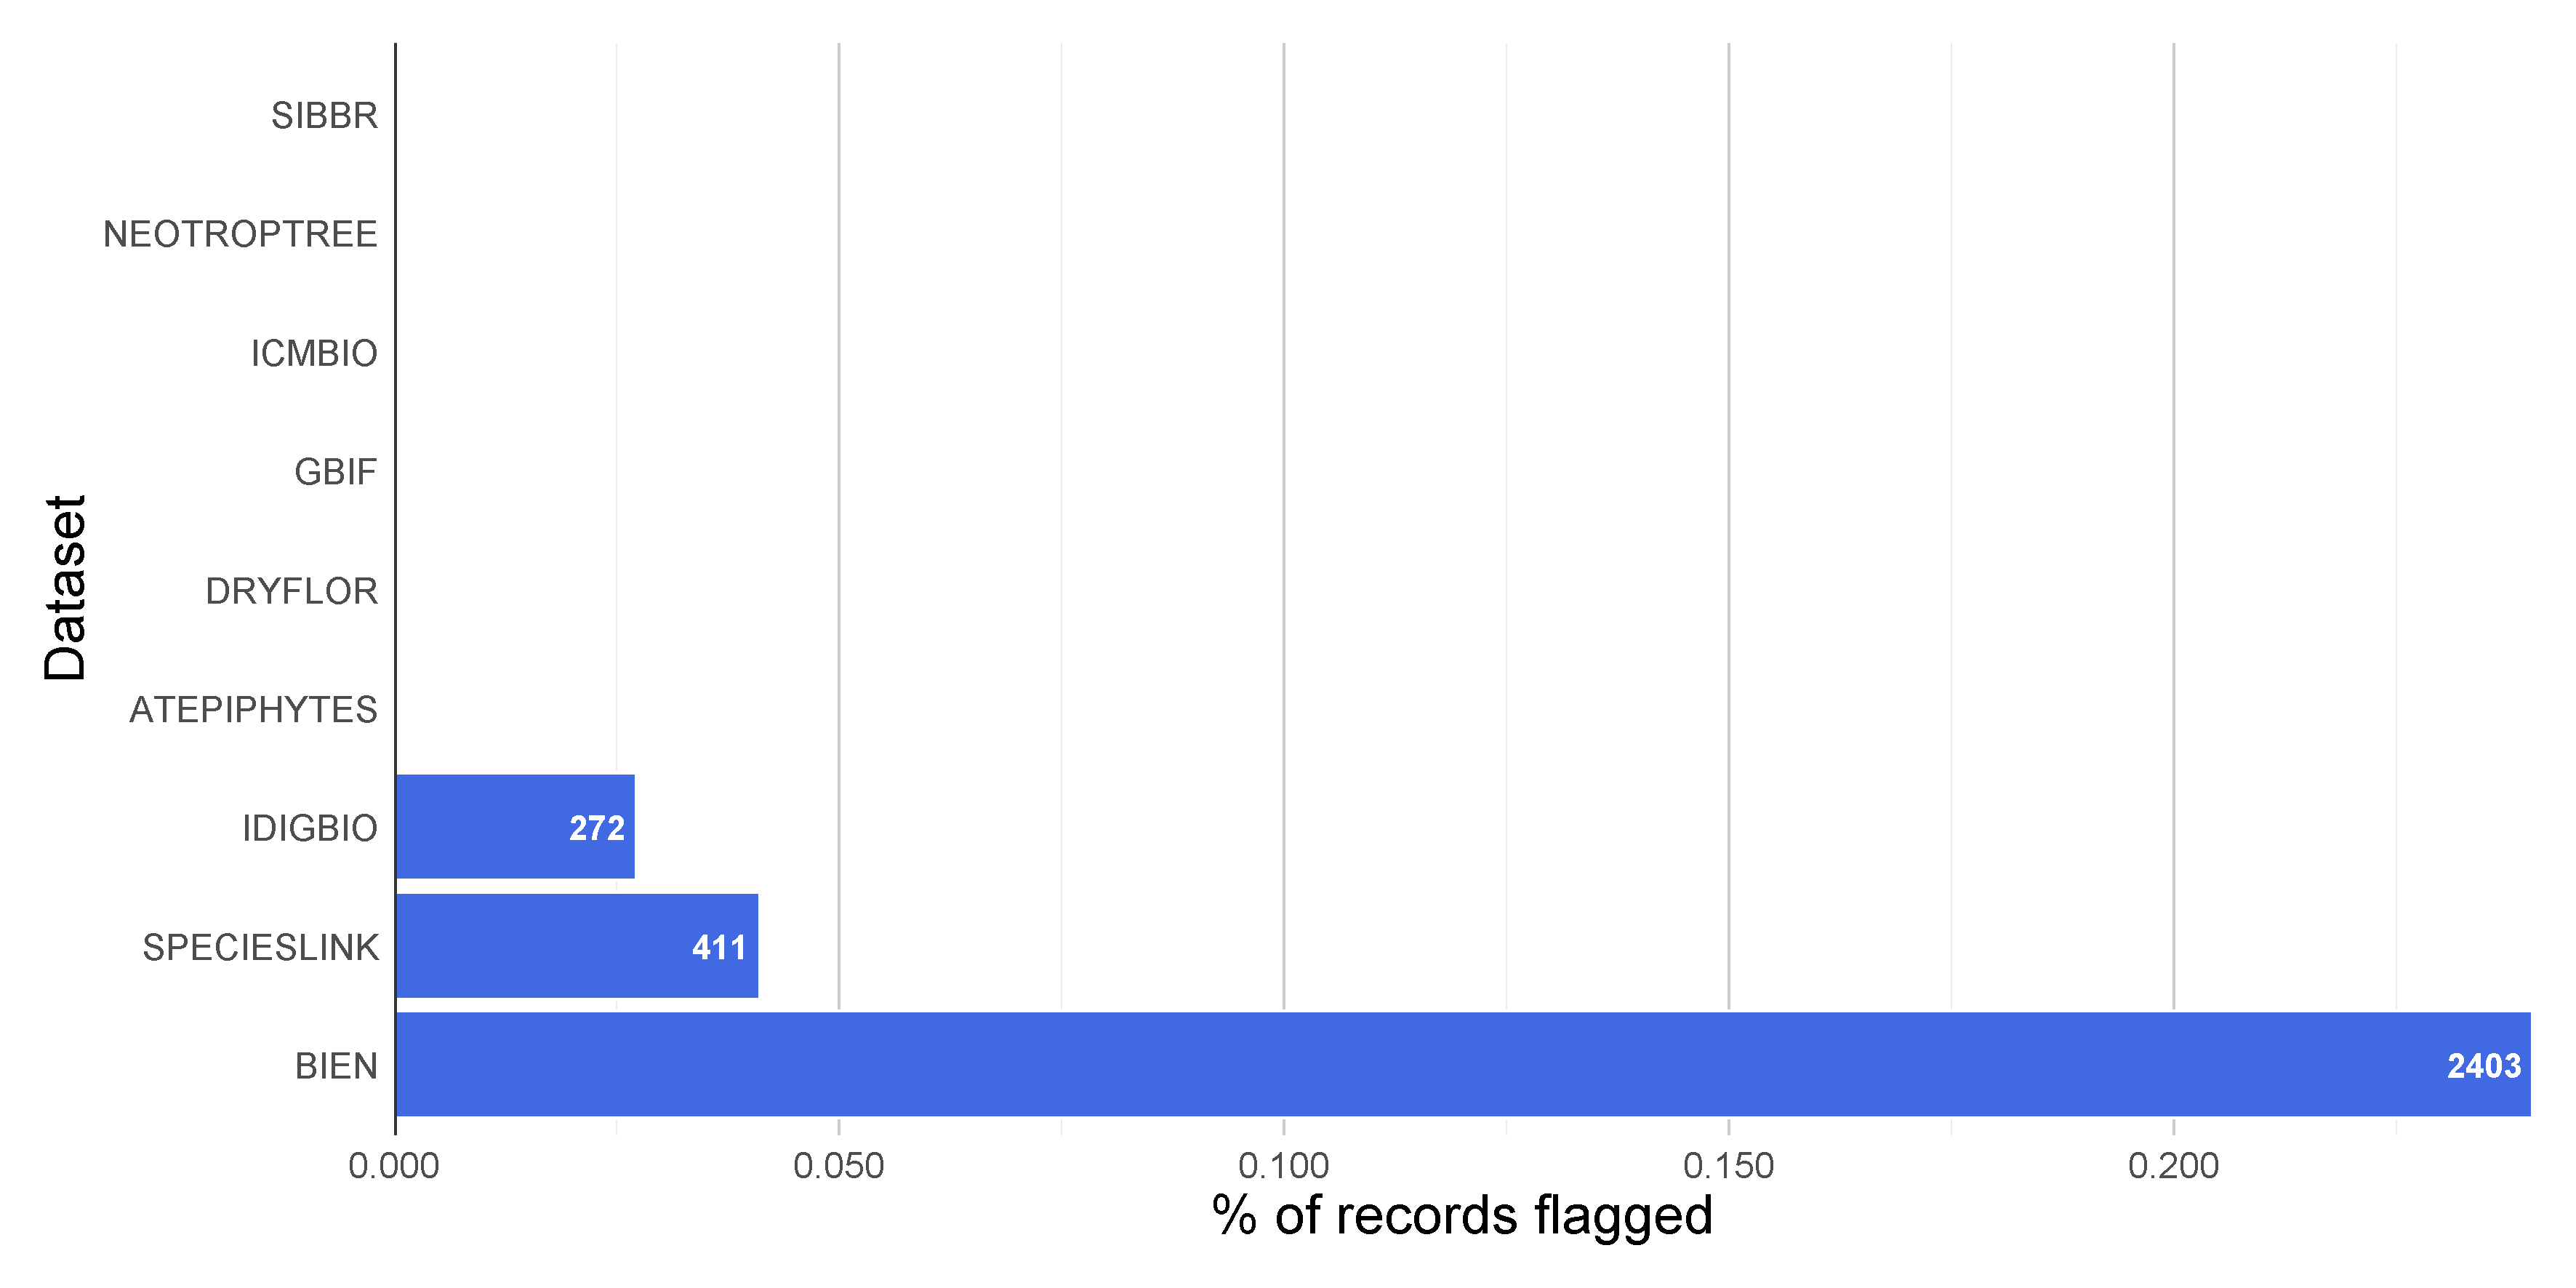 Dataset
SIBBR
NEOTROPTREE
ICMBIO
GBIF
DRYFLOR
ATEPIPHYTES
IDIGBIO 272
SPECIESLINK 411
BIEN 2403
0.000 0.050 0.100 0.150 0.200
% of records flagged